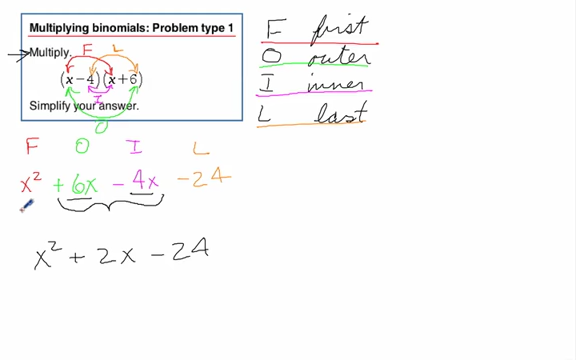 Multiplying binomials: Problem type 1
Multiply. F L
(x − 4)(x + 6)
I
Simplify your answer.
O
F first
O outer
I inner
L last
F O I L
x² + 6x − 4x − 24
x² + 2x − 24